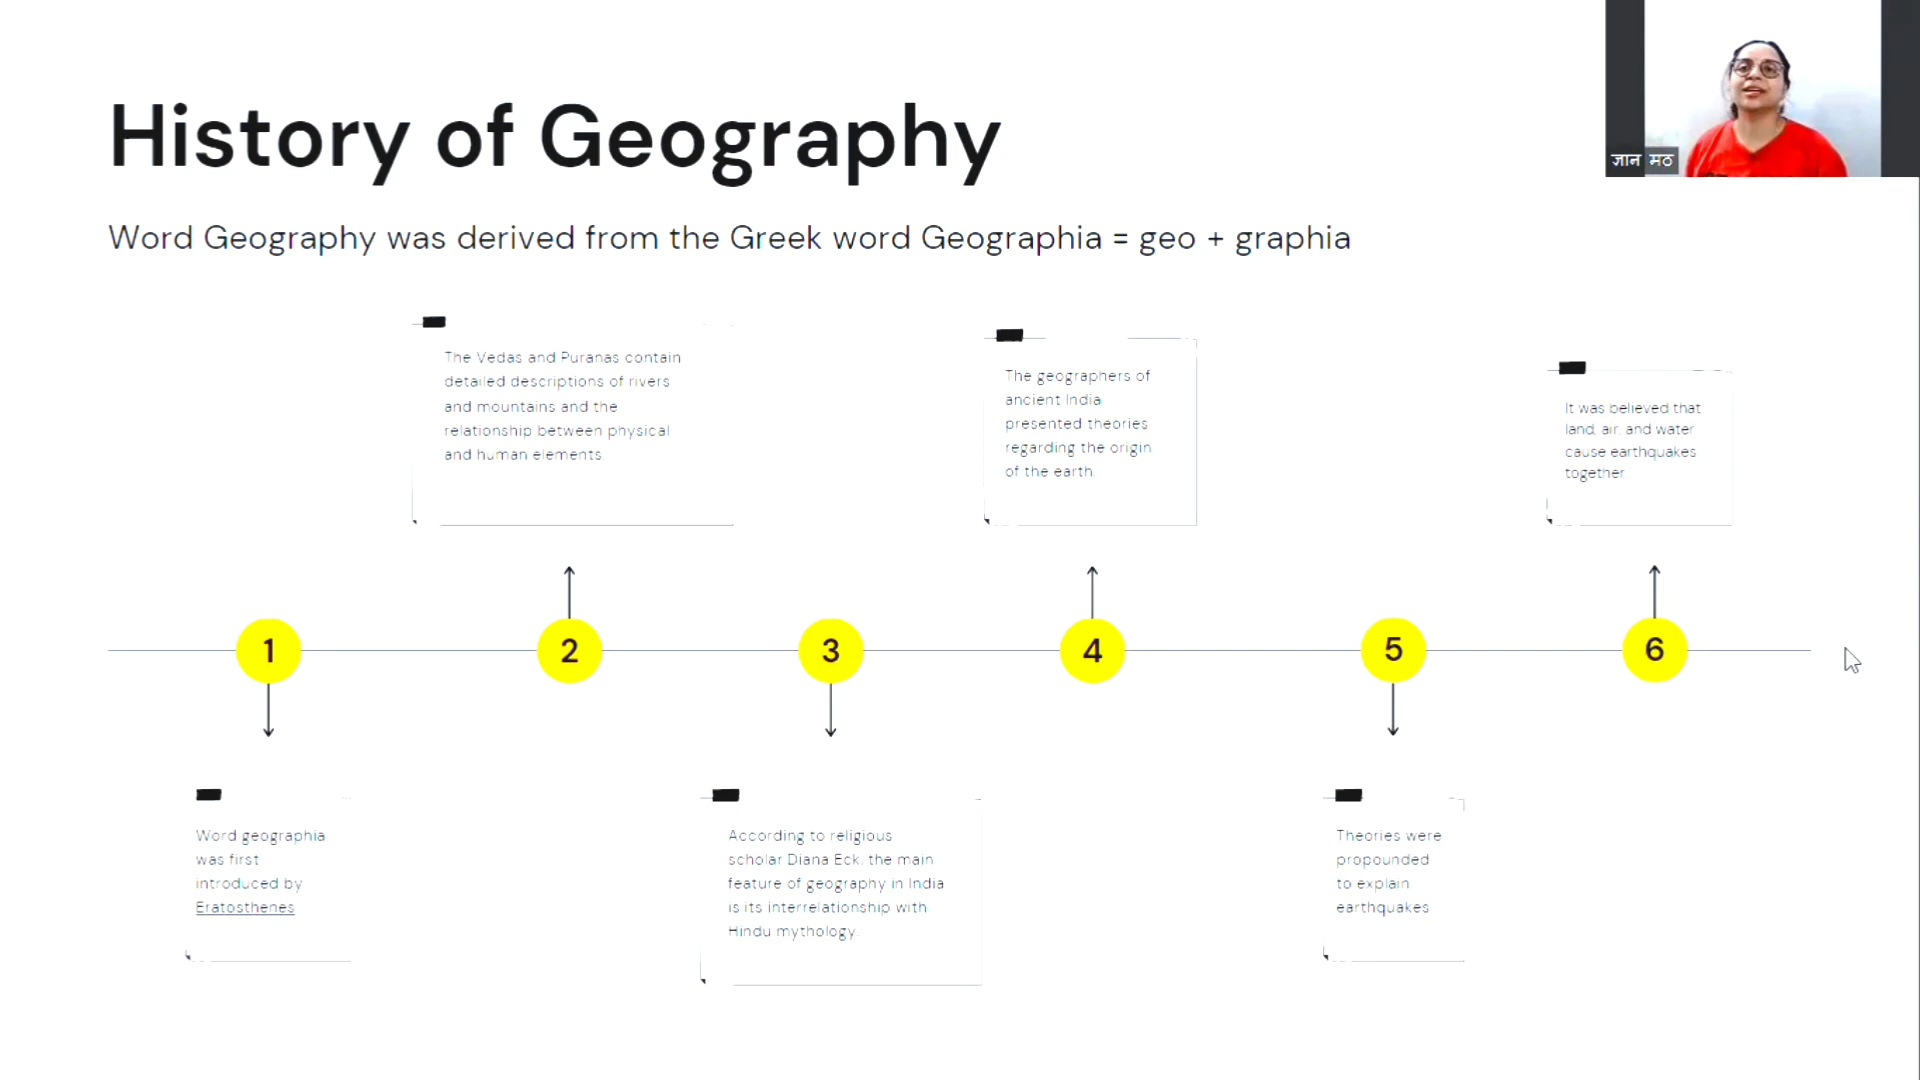 History of Geography
Word Geography was derived from the Greek word Geographia = geo + graphia
ज्ञान मठ
The Vedas and Puranas contain
detailed descriptions of rivers
and mountains and the
relationship between physical
and human elements
The geographers of
ancient India
presented theories
regarding the origin
of the earth.
It was believed that
land, air, and water
cause earthquakes
together.
1
2
3
4
5
6
Word geographia
was first
introduced by
Eratosthenes
According to religious
scholar Diana Eck, the main
feature of geography in India
is its interrelationship with
Hindu mythology.
Theories were
propounded
to explain
earthquakes